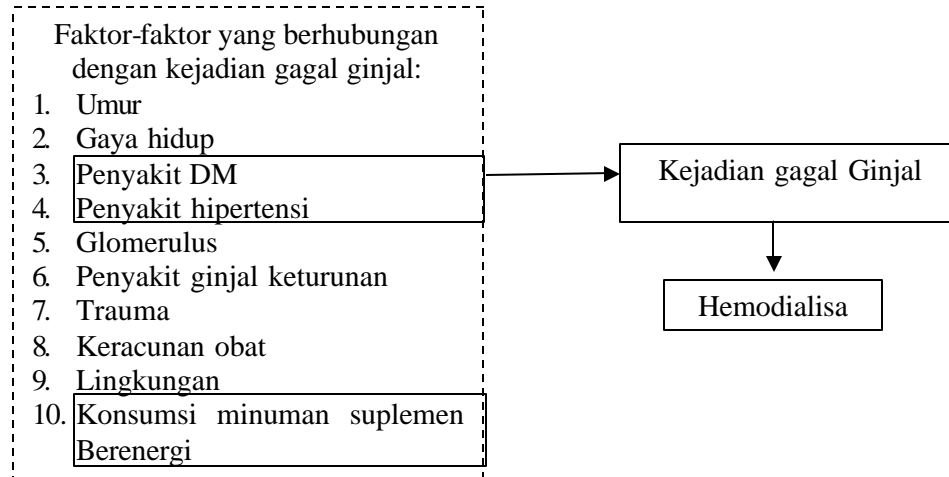 Faktor-faktor yang berhubungan
dengan kejadian gagal ginjal:
1. Umur
2. Gaya hidup
3. Penyakit DM
4. Penyakit hipertensi
5. Glomerulus
6. Penyakit ginjal keturunan
7. Trauma
8. Keracunan obat
9. Lingkungan
10. Konsumsi minuman suplemen
Berenergi
Kejadian gagal Ginjal
Hemodialisa